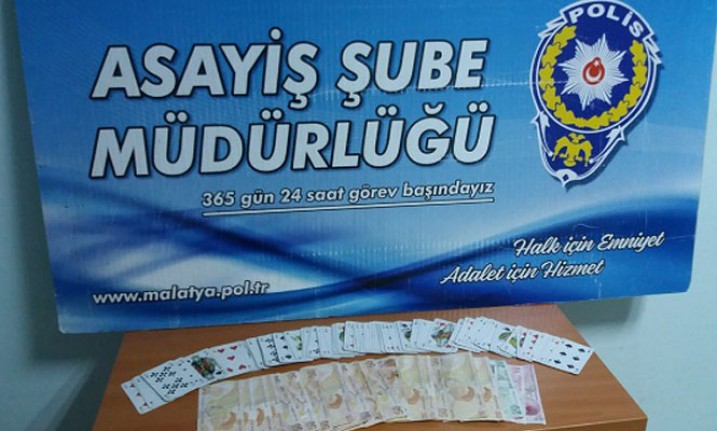 POLİS
ASAYİŞ ŞUBE
MÜDÜRLÜĞÜ
365 gün 24 saat görev başındayız
Halk için Emniyet
Adalet için Hizmet
www.malatya.pol.tr